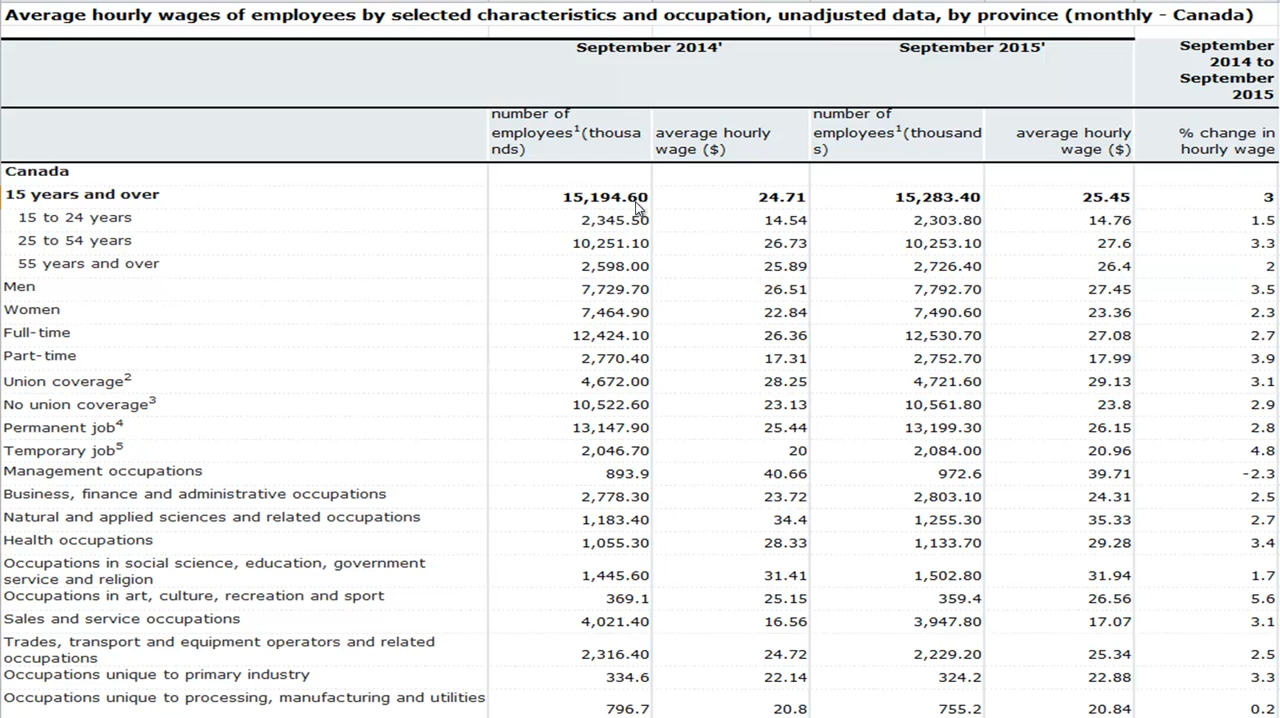 Average hourly wages of employees by selected characteristics and occupation, unadjusted data, by province (monthly - Canada)
September 2014' September 2015' September 2014 to September 2015
number of employees1(thousands) average hourly wage ($) number of employees1(thousands) average hourly wage ($) % change in hourly wage
Canada
15 years and over 15,194.60 24.71 15,283.40 25.45 3
15 to 24 years 2,345.50 14.54 2,303.80 14.76 1.5
25 to 54 years 10,251.10 26.73 10,253.10 27.6 3.3
55 years and over 2,598.00 25.89 2,726.40 26.4 2
Men 7,729.70 26.51 7,792.70 27.45 3.5
Women 7,464.90 22.84 7,490.60 23.36 2.3
Full-time 12,424.10 26.36 12,530.70 27.08 2.7
Part-time 2,770.40 17.31 2,752.70 17.99 3.9
Union coverage2 4,672.00 28.25 4,721.60 29.13 3.1
No union coverage3 10,522.60 23.13 10,561.80 23.8 2.9
Permanent job4 13,147.90 25.44 13,199.30 26.15 2.8
Temporary job5 2,046.70 20 2,084.00 20.96 4.8
Management occupations 893.9 40.66 972.6 39.71 -2.3
Business, finance and administrative occupations 2,778.30 23.72 2,803.10 24.31 2.5
Natural and applied sciences and related occupations 1,183.40 34.4 1,255.30 35.33 2.7
Health occupations 1,055.30 28.33 1,133.70 29.28 3.4
Occupations in social science, education, government
service and religion 1,445.60 31.41 1,502.80 31.94 1.7
Occupations in art, culture, recreation and sport 369.1 25.15 359.4 26.56 5.6
Sales and service occupations 4,021.40 16.56 3,947.80 17.07 3.1
Trades, transport and equipment operators and related
occupations 2,316.40 24.72 2,229.20 25.34 2.5
Occupations unique to primary industry 334.6 22.14 324.2 22.88 3.3
Occupations unique to processing, manufacturing and utilities
796.7 20.8 755.2 20.84 0.2